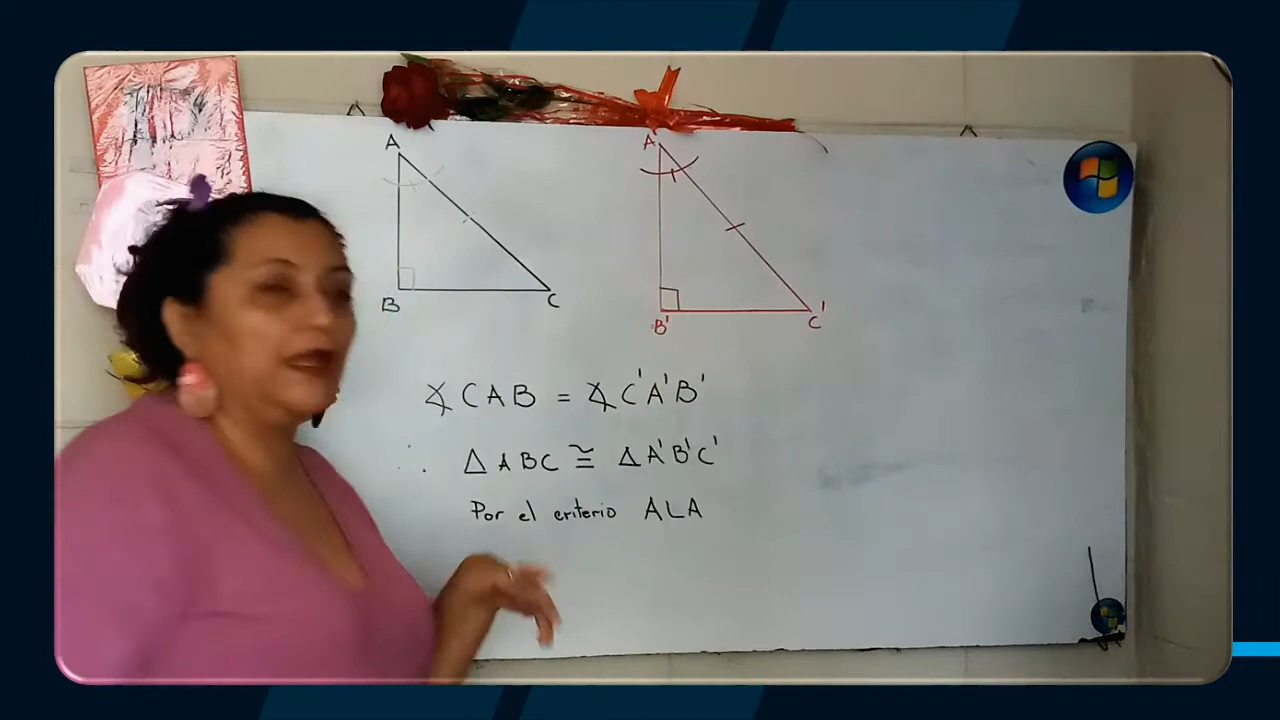 A
A'
B
C
B'
C'
∡CAB = ∡C'A'B'
∴ △ABC ≅ △A'B'C'
Por el criterio ALA